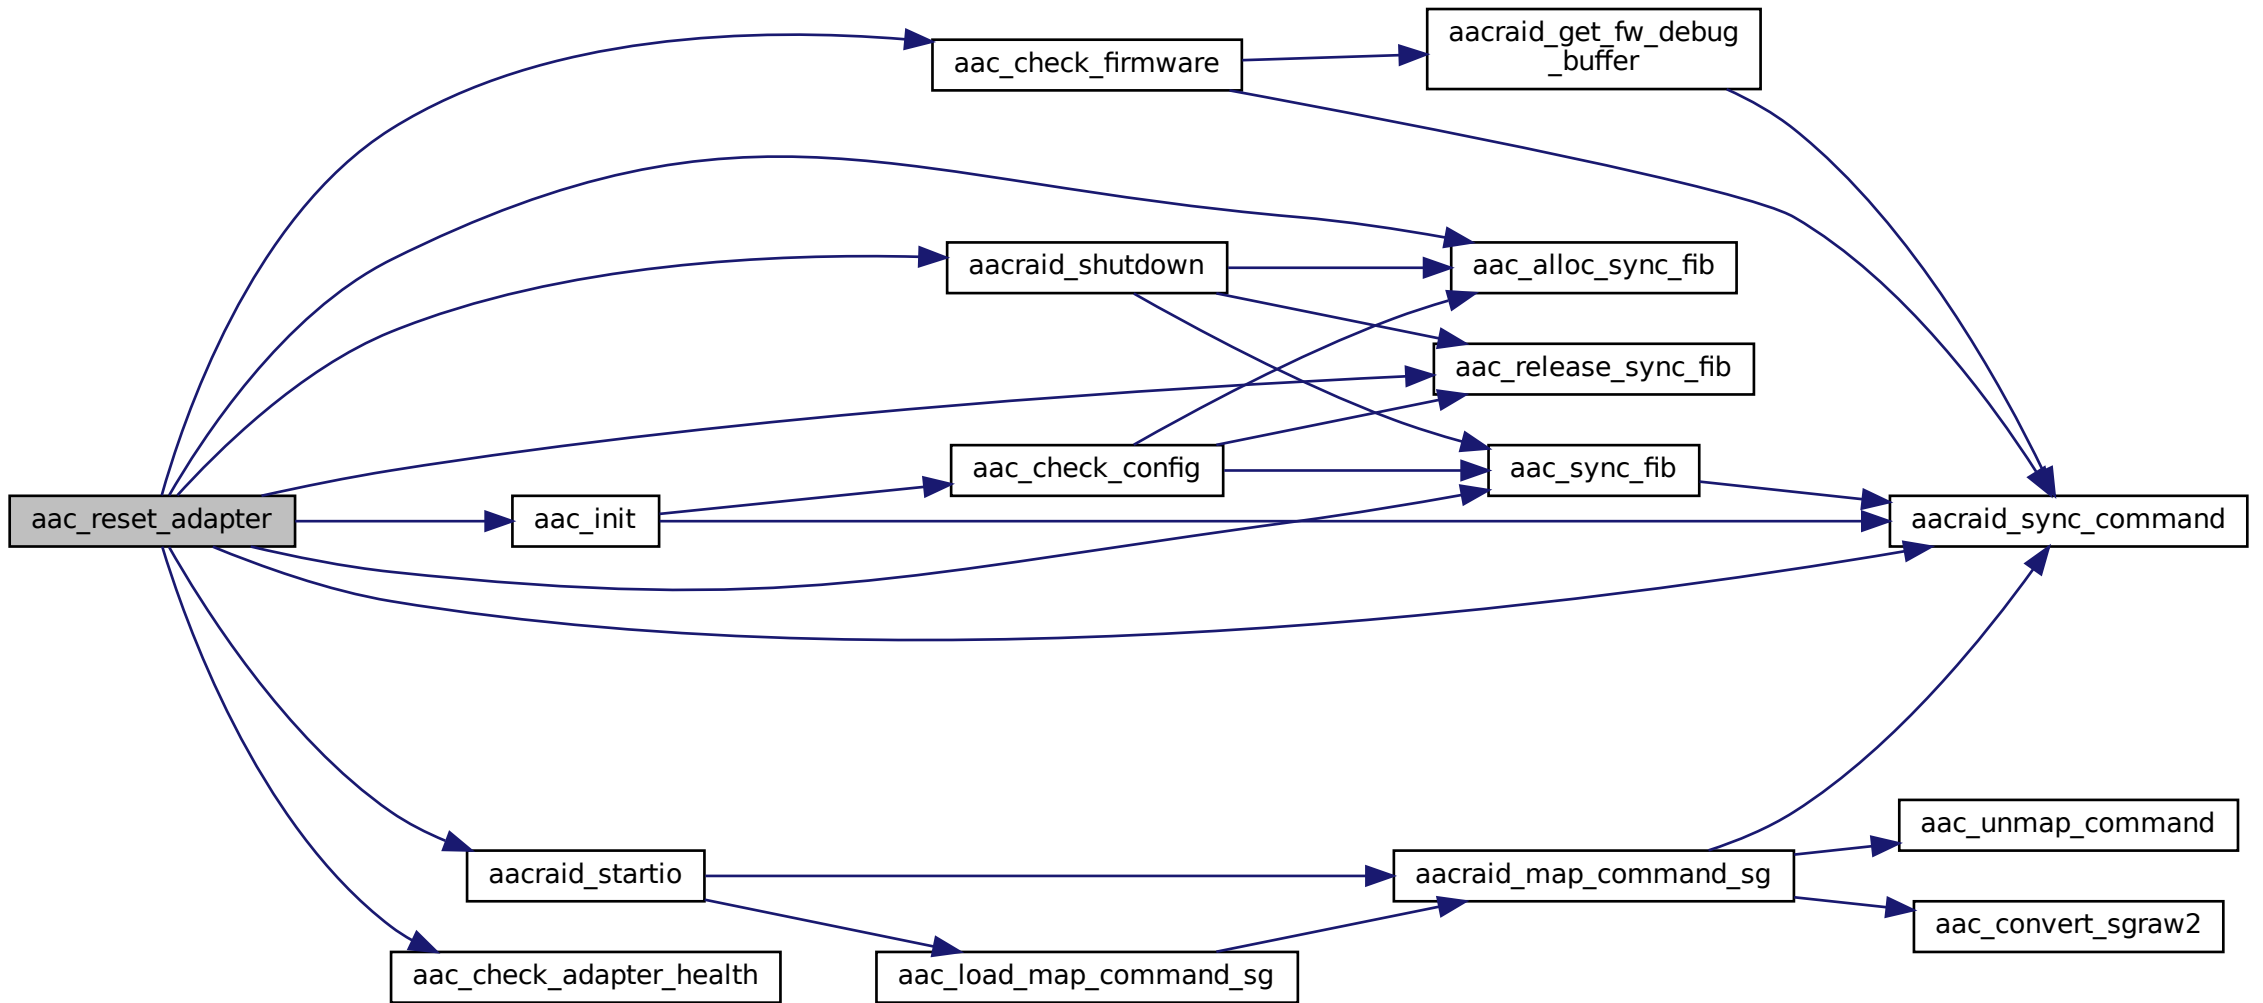 aacraid_get_fw_debug
_buffer
aac_check_firmware
aacraid_shutdown
aac_alloc_sync_fib
aac_release_sync_fib
aac_check_config
aac_sync_fib
aac_reset_adapter
aac_init
aacraid_sync_command
aac_unmap_command
aacraid_startio
aacraid_map_command_sg
aac_convert_sgraw2
aac_check_adapter_health
aac_load_map_command_sg